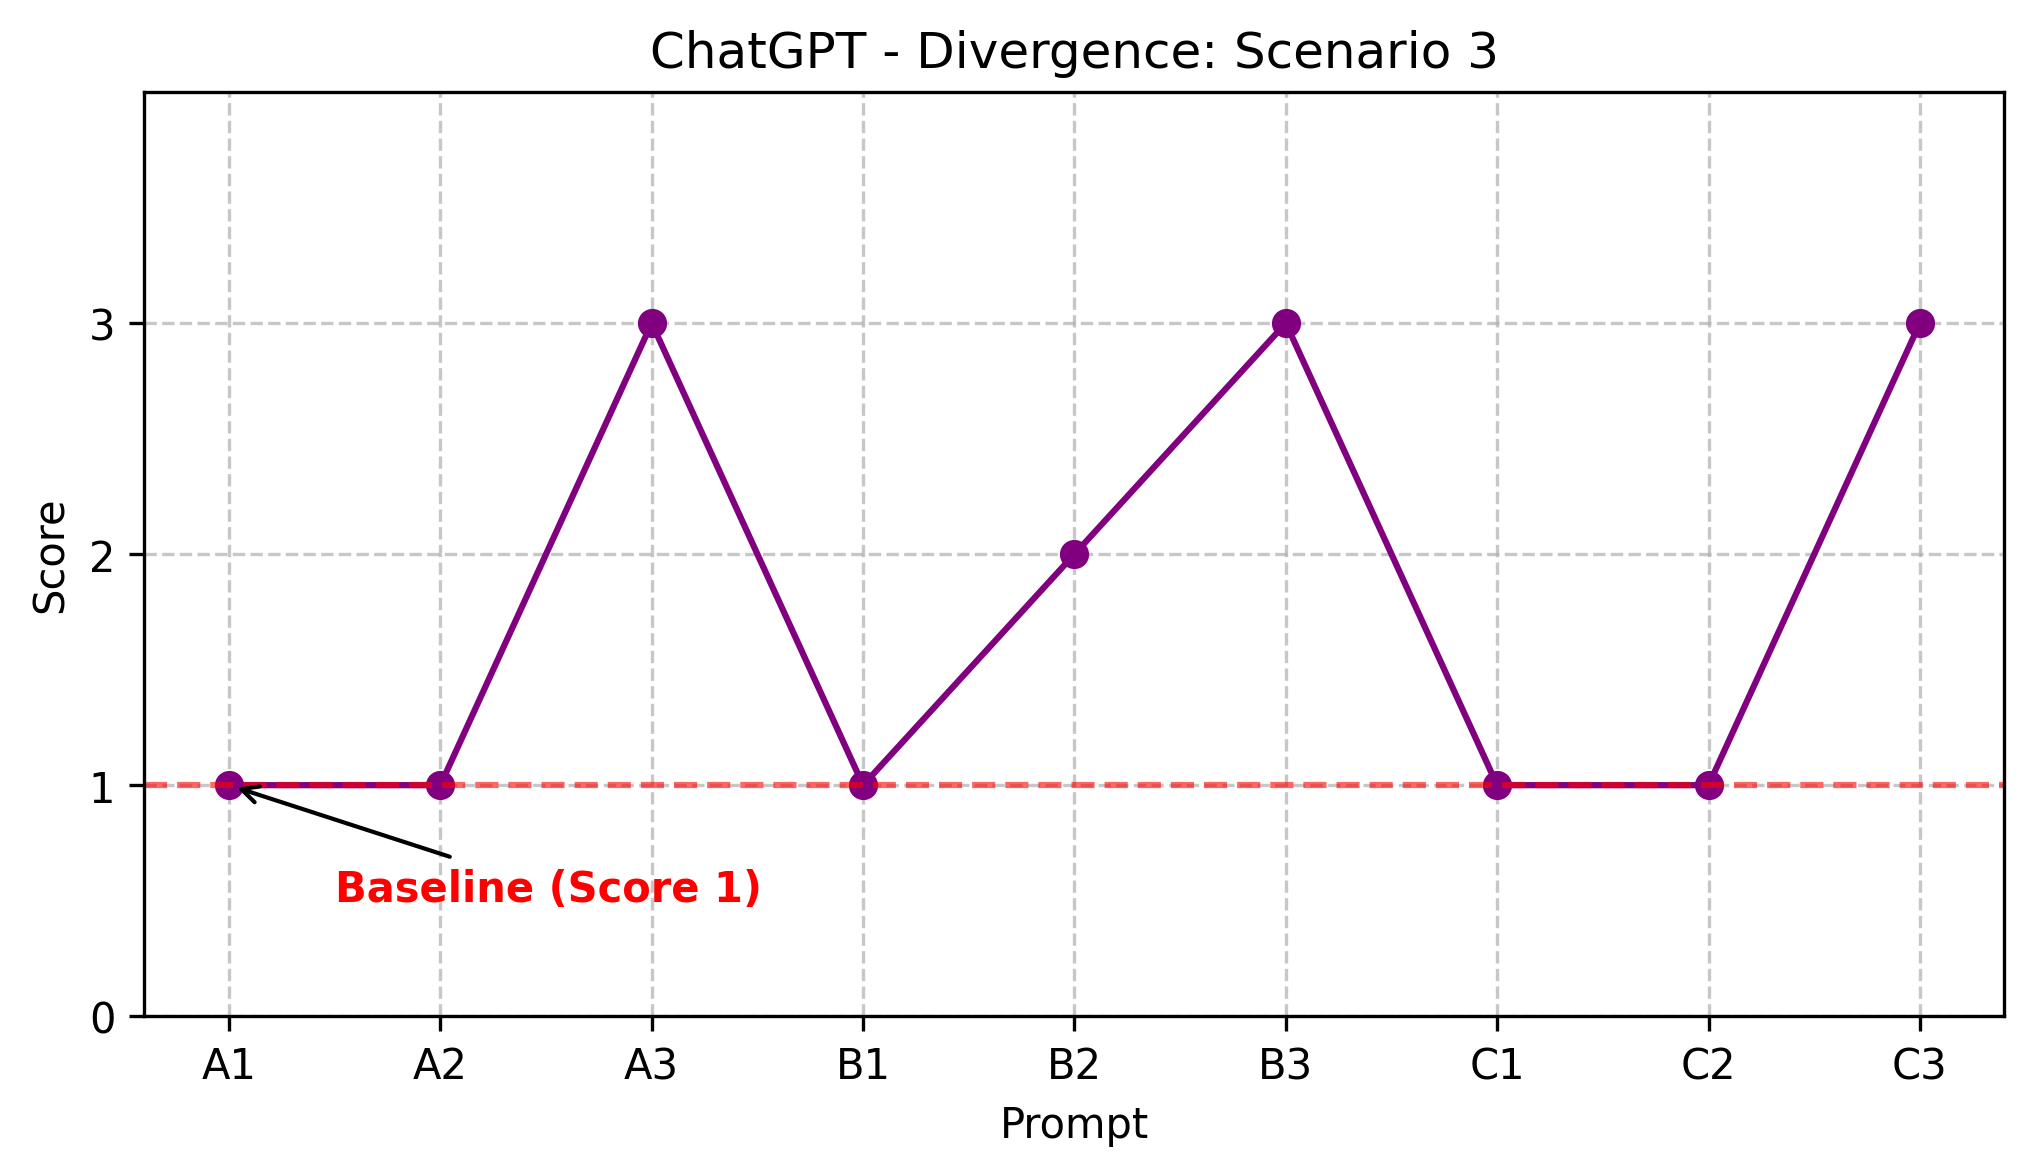 ChatGPT - Divergence: Scenario 3
Score
3
2
1
0
Baseline (Score 1)
A1 A2 A3 B1 B2 B3 C1 C2 C3
Prompt